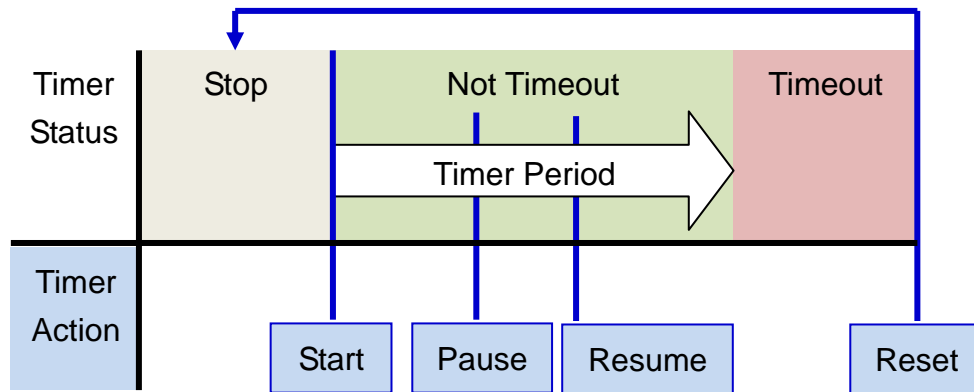 Timer
Status
Stop
Not Timeout
Timeout
Timer Period
Timer
Action
Start
Pause
Resume
Reset